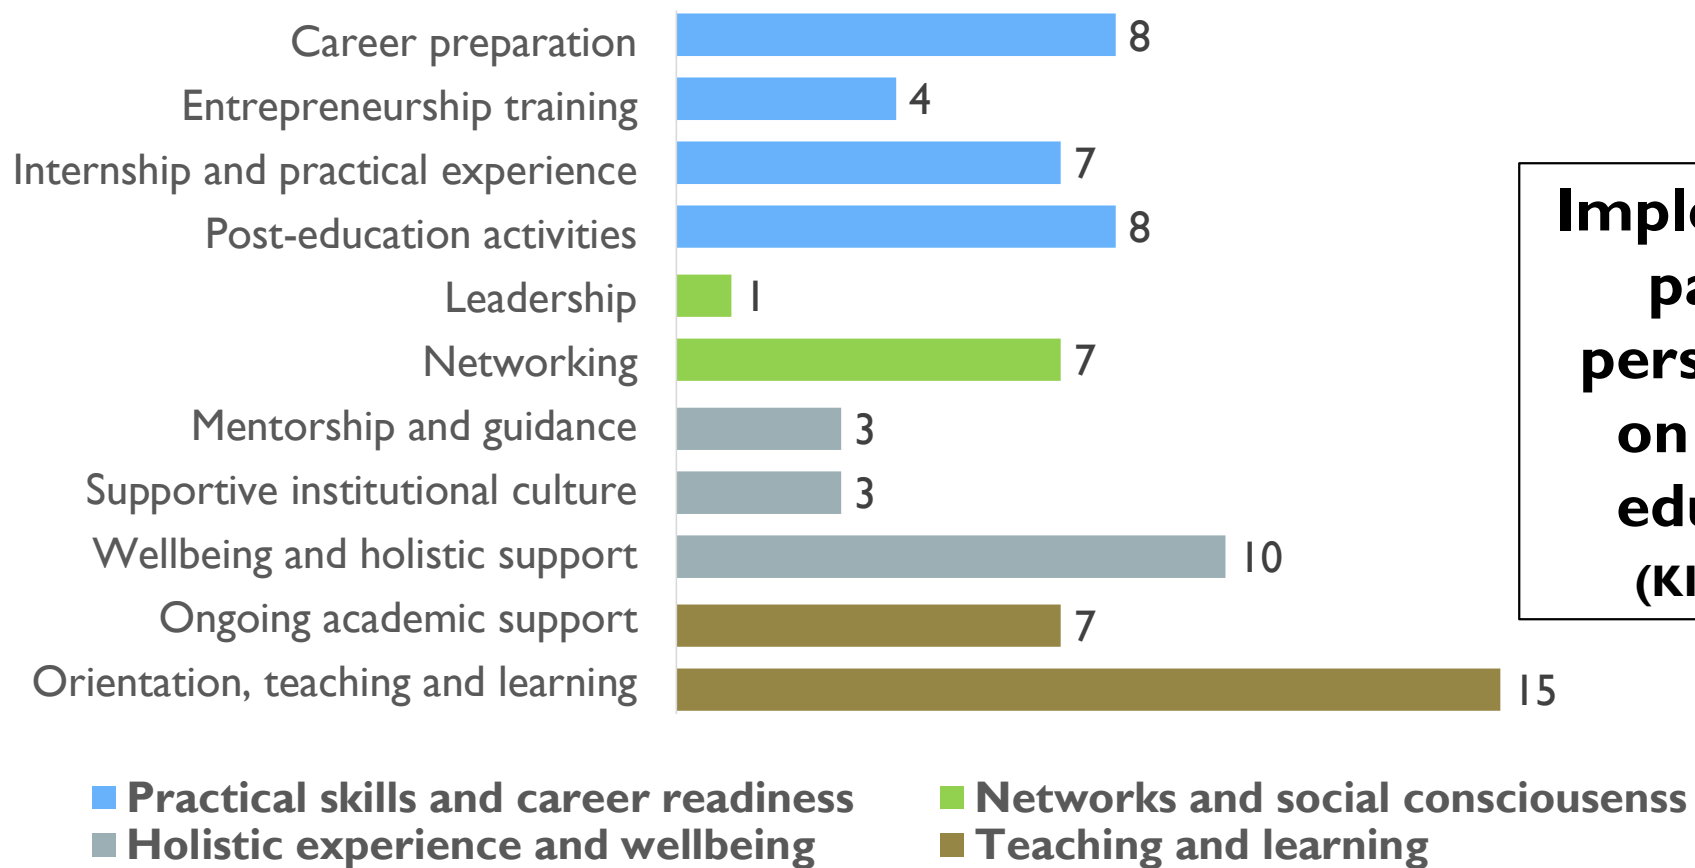 Career preparation 8
Entrepreneurship training 4
Internship and practical experience 7
Post-education activities 8
Leadership 1
Networking 7
Mentorship and guidance 3
Supportive institutional culture 3
Wellbeing and holistic support 10
Ongoing academic support 7
Orientation, teaching and learning 15
on
Practical skills and career readiness
Networks and social consciousenss
Holistic experience and wellbeing
Teaching and learning